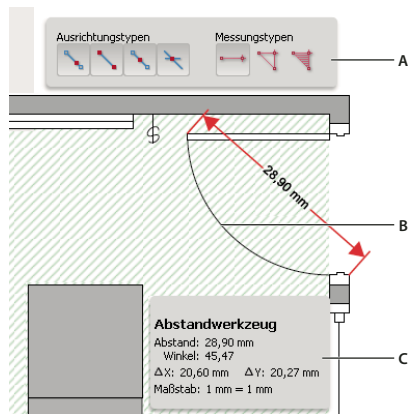 Ausrichtungstypen Messungstypen
A
28,90 mm
B
Abstandwerkzeug
Abstand: 28,90 mm
Winkel: 45,47
ΔX: 20,60 mm ΔY: 20,27 mm
Maßstab: 1 mm = 1 mm
C